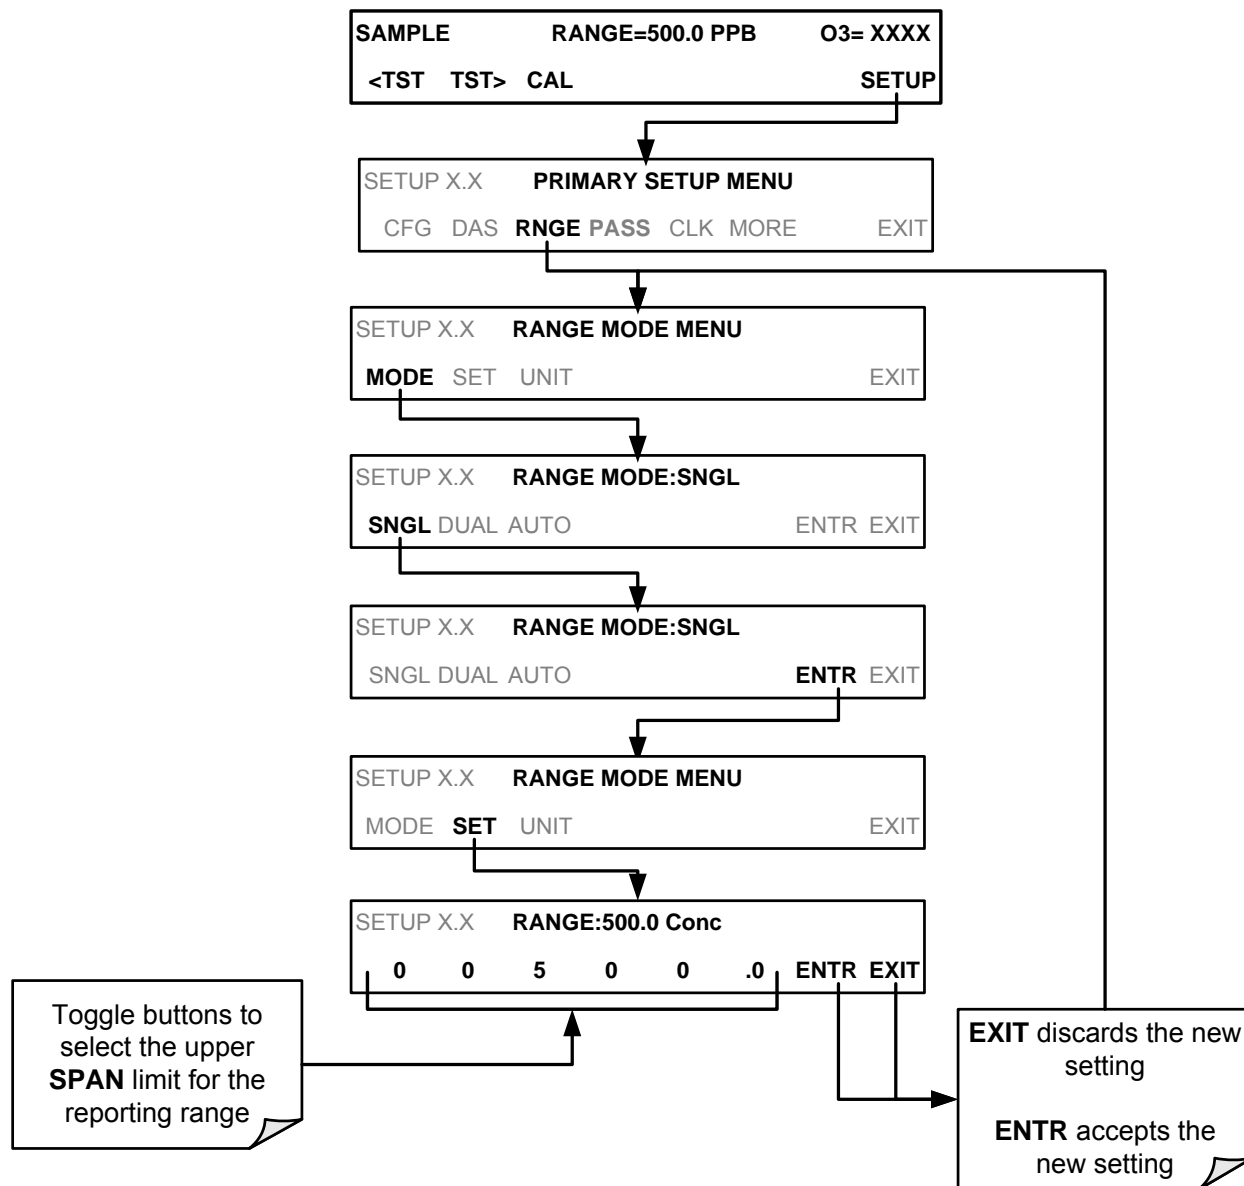 SAMPLE RANGE=500.0 PPB O3= XXXX
<TST TST> CAL SETUP
SETUP X.X PRIMARY SETUP MENU
CFG DAS RNGE PASS CLK MORE EXIT
SETUP X.X RANGE MODE MENU
MODE SET UNIT EXIT
SETUP X.X RANGE MODE:SNGL
SNGL DUAL AUTO ENTR EXIT
SETUP X.X RANGE MODE:SNGL
SNGL DUAL AUTO ENTR EXIT
SETUP X.X RANGE MODE MENU
MODE SET UNIT EXIT
SETUP X.X RANGE:500.0 Conc
0 0 5 0 0 .0 ENTR EXIT
Toggle buttons to
select the upper
SPAN limit for the
reporting range
EXIT discards the new
setting
ENTR accepts the
new setting